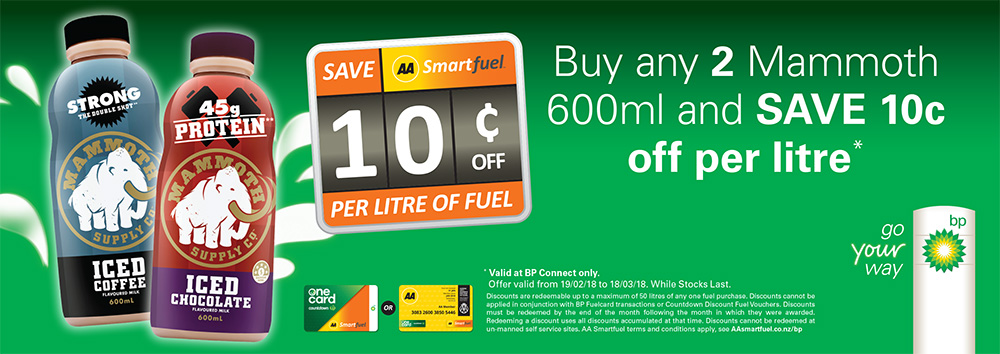 STRONG
THE DOUBLE SHOT
MAMMOTH
SUPPLY CO
ICED
COFFEE
FLAVOURED MILK
600mL
45g
PROTEIN**
MAMMOTH
SUPPLY CO
ICED
CHOCOLATE
FLAVOURED MILK
600mL
SAVE AA Smartfuel
10¢
OFF
PER LITRE OF FUEL
Buy any 2 Mammoth
600ml and SAVE 10c
off per litre*
go
your
way
bp
* Valid at BP Connect only.
Offer valid from 19/02/18 to 18/03/18. While Stocks Last.
Discounts are redeemable up to a maximum of 50 litres of any one fuel purchase. Discounts cannot be
applied in conjunction with BP Fuelcard transactions or Countdown Discount Fuel Vouchers. Discounts
must be redeemed by the end of the month following the month in which they were awarded.
Redeeming a discount uses all discounts accumulated at that time. Discounts cannot be redeemed at
un-manned self service sites. AA Smartfuel terms and conditions apply, see AAsmartfuel.co.nz/bp
onecard
countdown
AA Smartfuel
OR
AA
3083 2600 3850 5446
AA Smartfuel